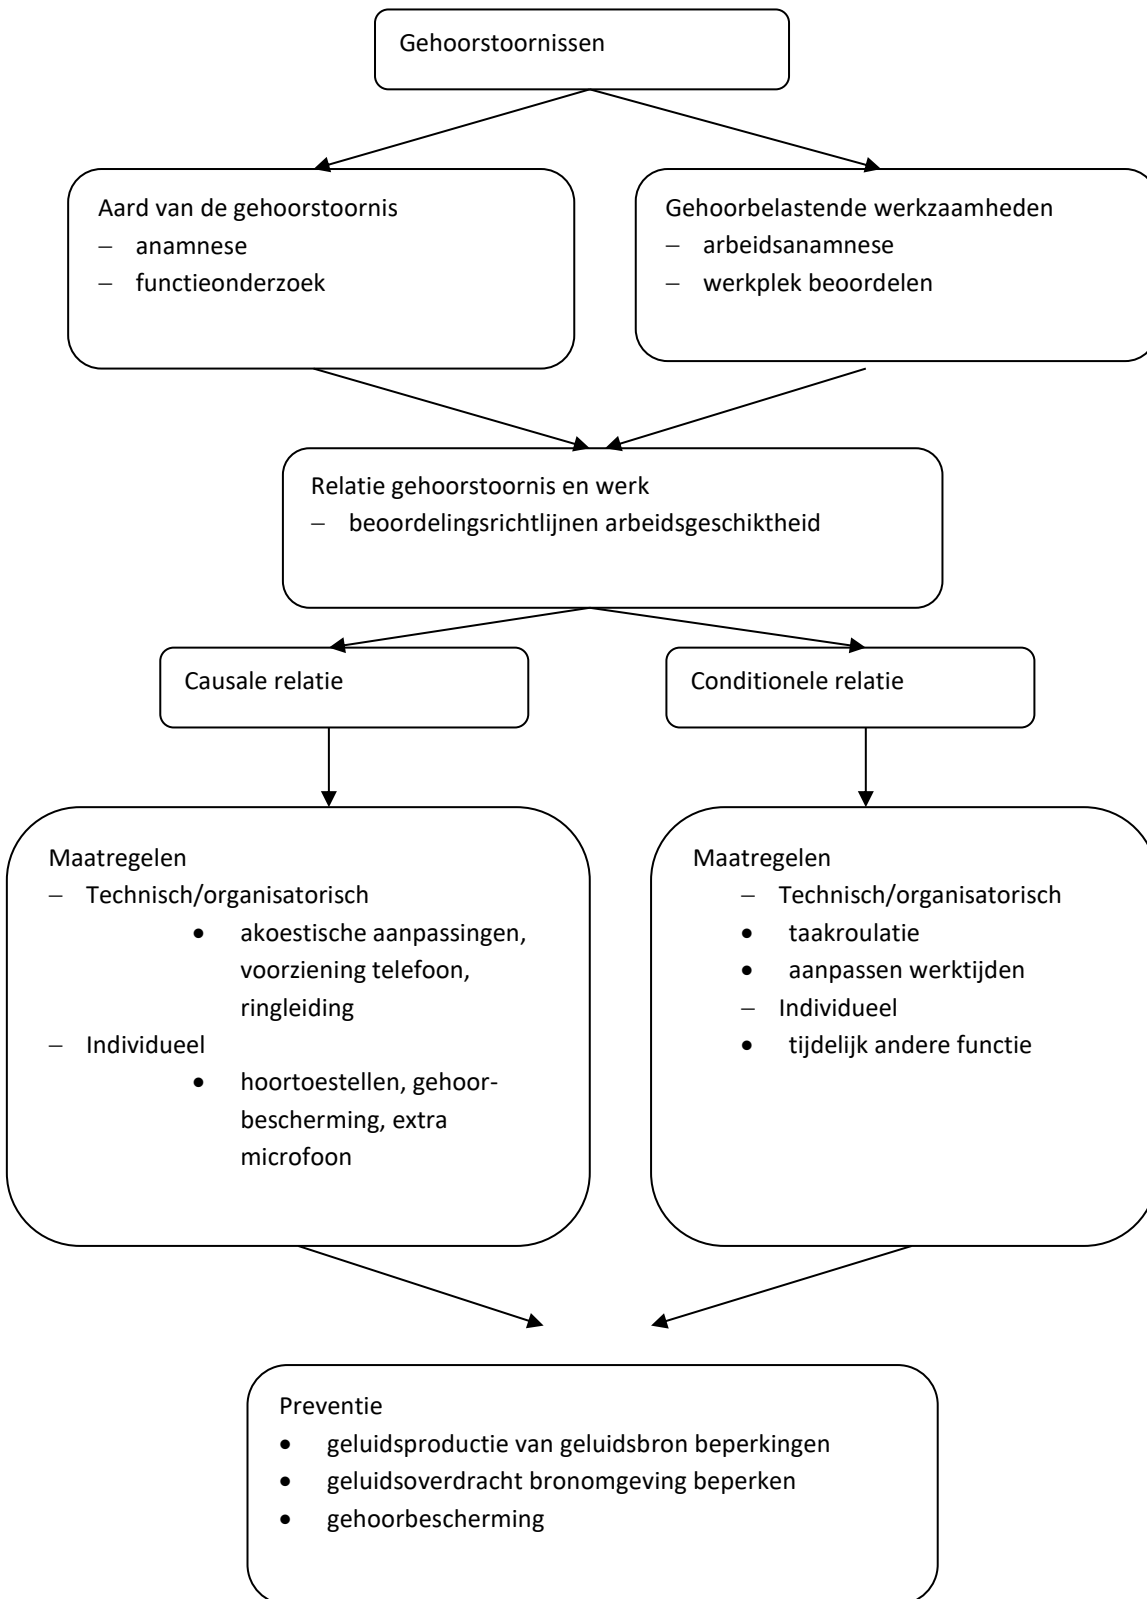 Gehoorstoornissen
Aard van de gehoorstoornis
– anamnese
– functieonderzoek
Gehoorbelastende werkzaamheden
– arbeidsanamnese
– werkplek beoordelen
Relatie gehoorstoornis en werk
– beoordelingsrichtlijnen arbeidsgeschiktheid
Causale relatie
Conditionele relatie
Maatregelen
– Technisch/organisatorisch
• akoestische aanpassingen,
voorziening telefoon,
ringleiding
– Individueel
• hoortoestellen, gehoor-
bescherming, extra
microfoon
Maatregelen
– Technisch/organisatorisch
• taakroulatie
• aanpassen werktijden
– Individueel
• tijdelijk andere functie
Preventie
• geluidsproductie van geluidsbron beperkingen
• geluidsoverdracht bronomgeving beperken
• gehoorbescherming